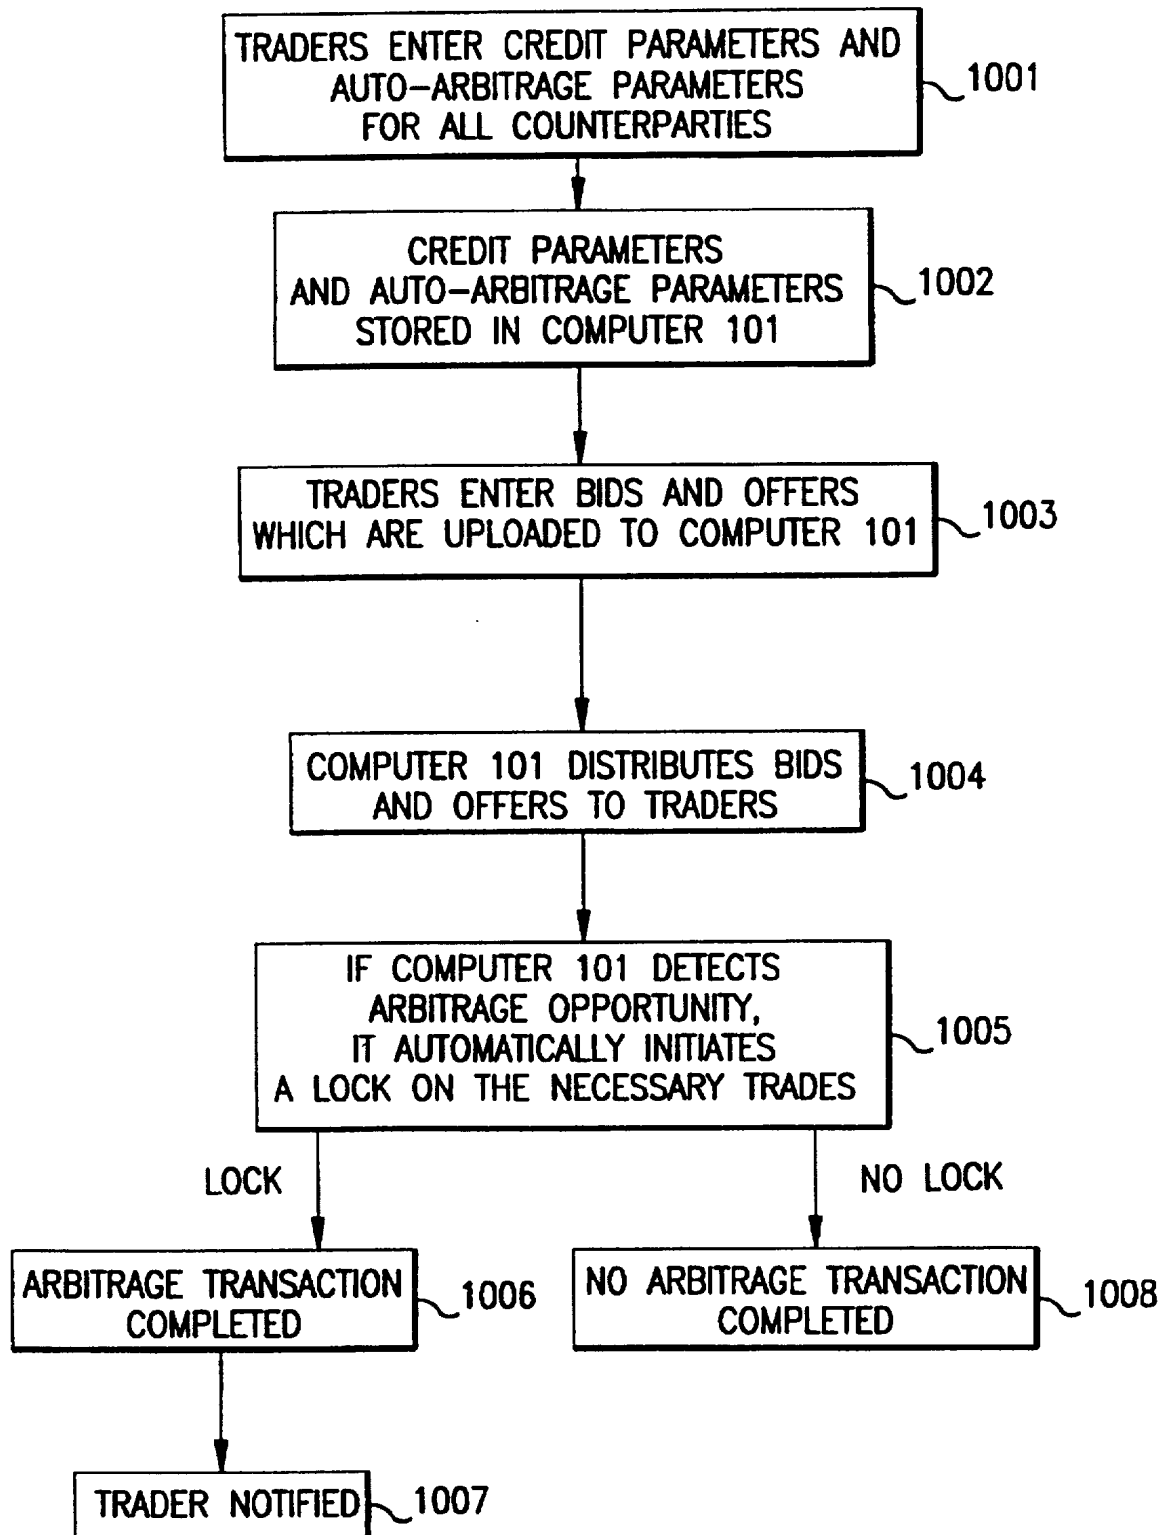 TRADERS ENTER CREDIT PARAMETERS AND
AUTO-ARBITRAGE PARAMETERS
FOR ALL COUNTERPARTIES
1001
CREDIT PARAMETERS
AND AUTO-ARBITRAGE PARAMETERS
STORED IN COMPUTER 101
1002
TRADERS ENTER BIDS AND OFFERS
WHICH ARE UPLOADED TO COMPUTER 101
1003
COMPUTER 101 DISTRIBUTES BIDS
AND OFFERS TO TRADERS
1004
IF COMPUTER 101 DETECTS
ARBITRAGE OPPORTUNITY,
IT AUTOMATICALLY INITIATES
A LOCK ON THE NECESSARY TRADES
1005
LOCK
NO LOCK
ARBITRAGE TRANSACTION
COMPLETED
1006
NO ARBITRAGE TRANSACTION
COMPLETED
1008
TRADER NOTIFIED
1007